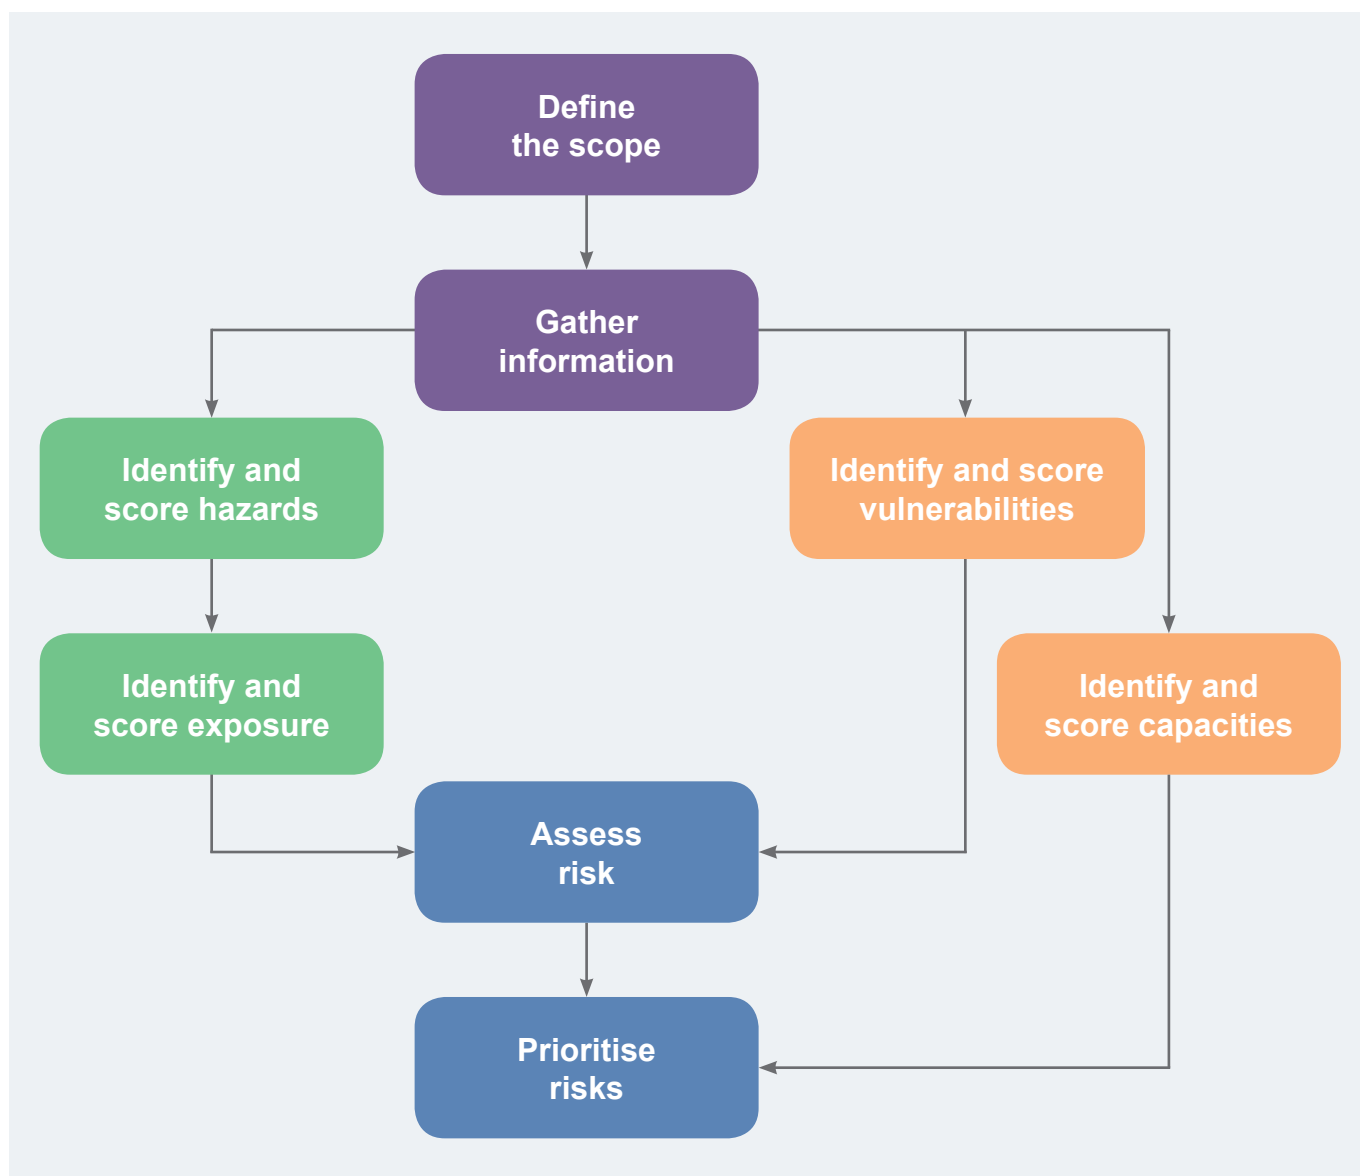 Define
the scope
Gather
information
Identify and
score hazards
Identify and score
vulnerabilities
Identify and
score exposure
Identify and
score capacities
Assess
risk
Prioritise
risks